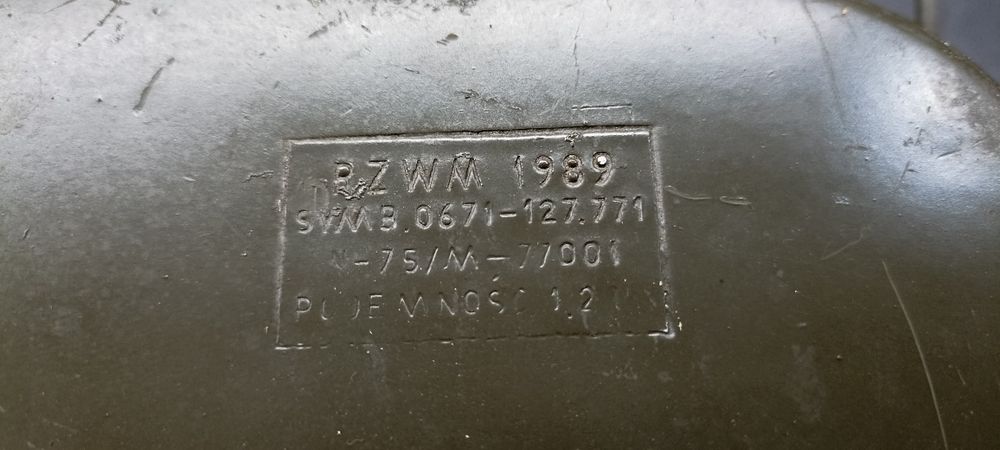 RZWM 1989
SYMB.0671-127.771
N-75/M-77001
POJEMNOŚĆ 1,2